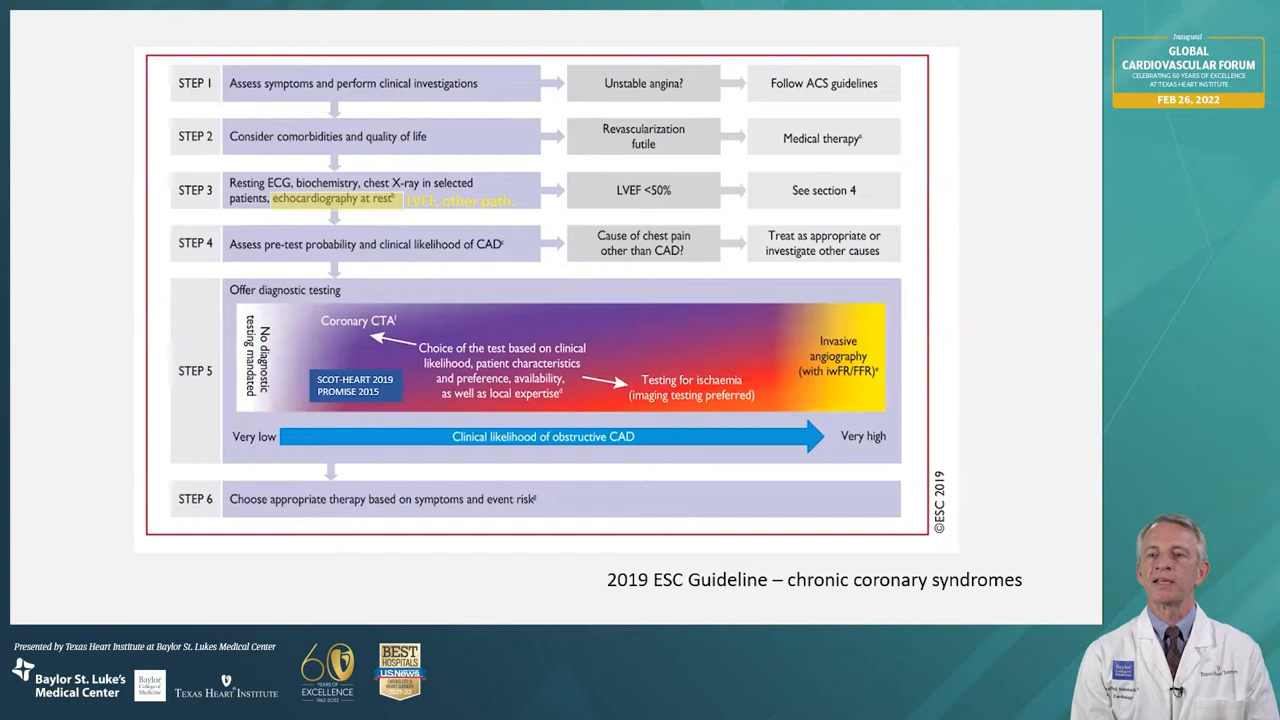 Inaugural
GLOBAL
CARDIOVASCULAR FORUM
CELEBRATING 60 YEARS OF EXCELLENCE
AT TEXAS HEART INSTITUTE
FEB 26, 2022
STEP 1
Assess symptoms and perform clinical investigations
Unstable angina?
Follow ACS guidelines
STEP 2
Consider comorbidities and quality of life
Revascularization
futile
Medical therapyᵃ
STEP 3
Resting ECG, biochemistry, chest X-ray in selected
patients, echocardiography at restᵇ LVEF, other path.
LVEF <50%
See section 4
STEP 4
Assess pre-test probability and clinical likelihood of CADᶜ
Cause of chest pain
other than CAD?
Treat as appropriate or
investigate other causes
STEP 5
Offer diagnostic testing
No diagnostic
testing mandated
Coronary CTAᶠ
SCOT-HEART 2019
PROMISE 2015
Choice of the test based on clinical
likelihood, patient characteristics
and preference, availability,
as well as local expertiseᵈ
Testing for ischaemia
(imaging testing preferred)
Invasive
angiography
(with iwFR/FFR)ᵉ
Very low
Clinical likelihood of obstructive CAD
Very high
STEP 6
Choose appropriate therapy based on symptoms and event riskᵍ
©ESC 2019
2019 ESC Guideline – chronic coronary syndromes
Presented by Texas Heart Institute at Baylor St. Lukes Medical Center
Baylor St. Luke's
Medical Center
Baylor
College of
Medicine
TEXAS HEART INSTITUTE
60
YEARS OF
EXCELLENCE
1962-2022
BEST
HOSPITALS
U.S. News